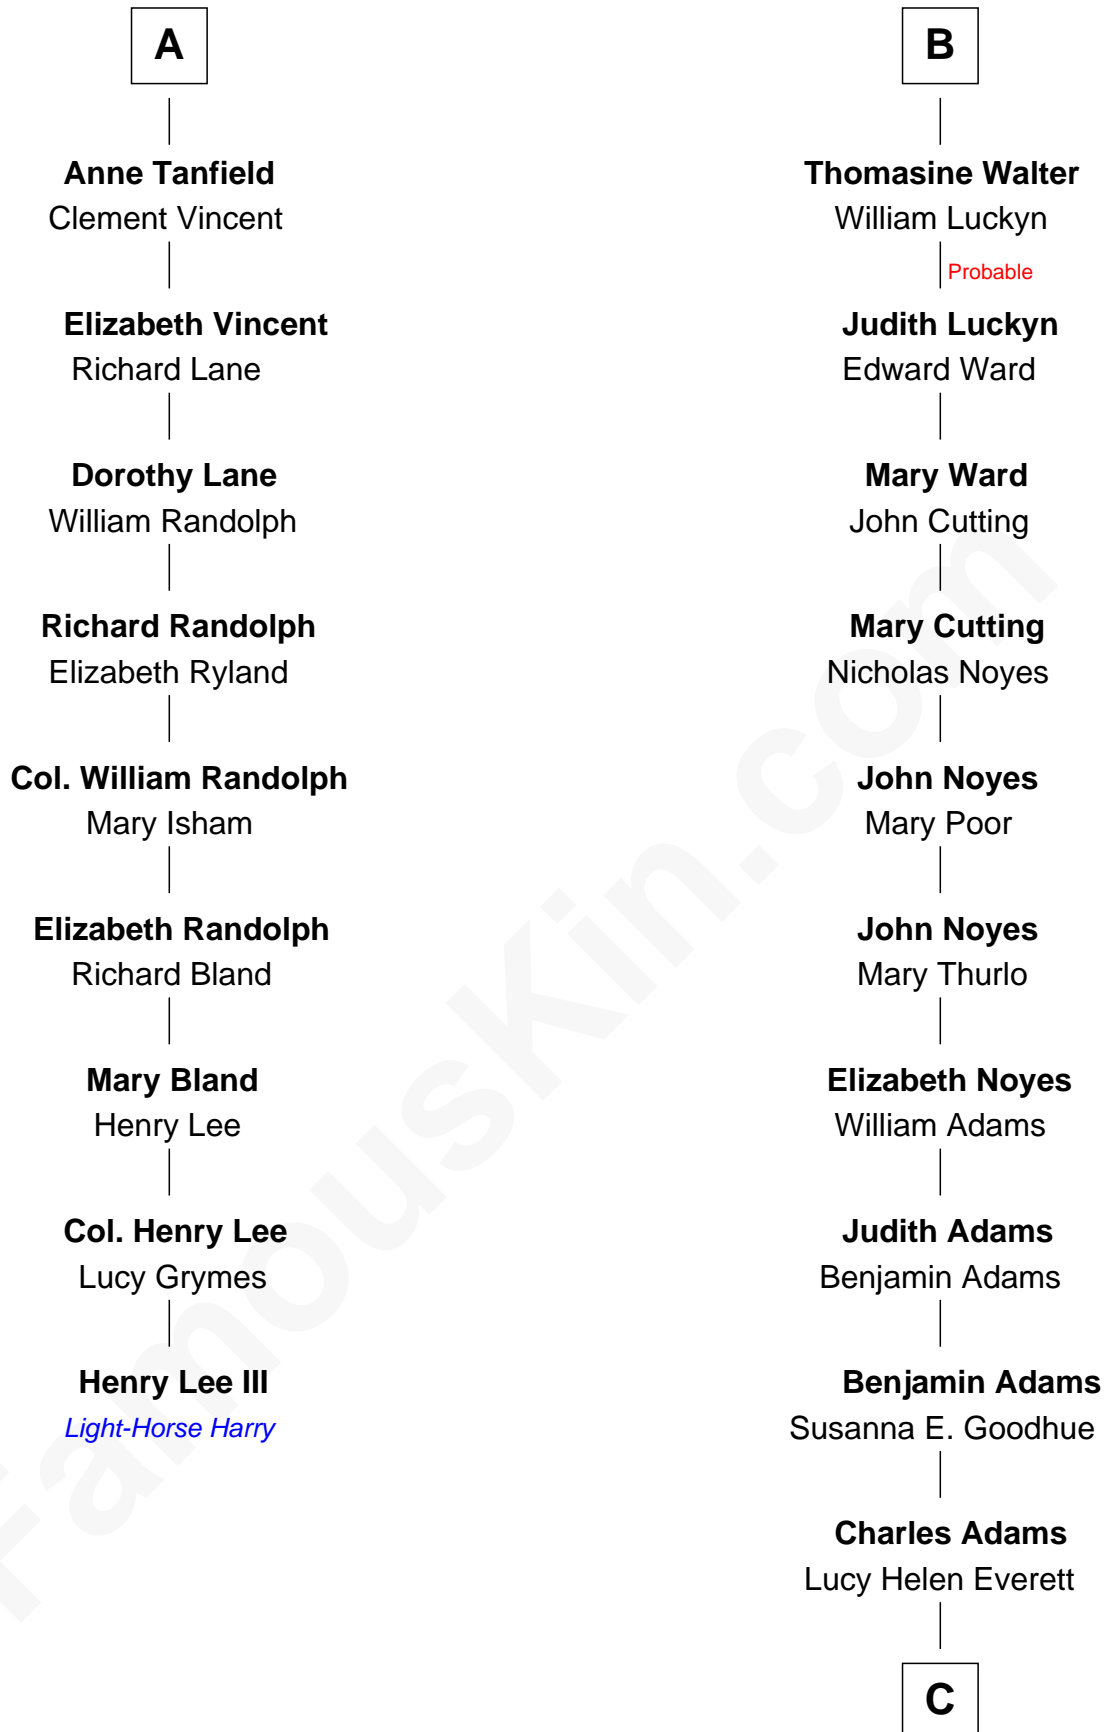 A
Anne Tanfield
Clement Vincent
Elizabeth Vincent
Richard Lane
Dorothy Lane
William Randolph
Richard Randolph
Elizabeth Ryland
Col. William Randolph
Mary Isham
Elizabeth Randolph
Richard Bland
Mary Bland
Henry Lee
Col. Henry Lee
Lucy Grymes
Henry Lee III
Light-Horse Harry
B
Thomasine Walter
William Luckyn
Probable
Judith Luckyn
Edward Ward
Mary Ward
John Cutting
Mary Cutting
Nicholas Noyes
John Noyes
Mary Poor
John Noyes
Mary Thurlo
Elizabeth Noyes
William Adams
Judith Adams
Benjamin Adams
Benjamin Adams
Susanna E. Goodhue
Charles Adams
Lucy Helen Everett
C
FamousKin.com